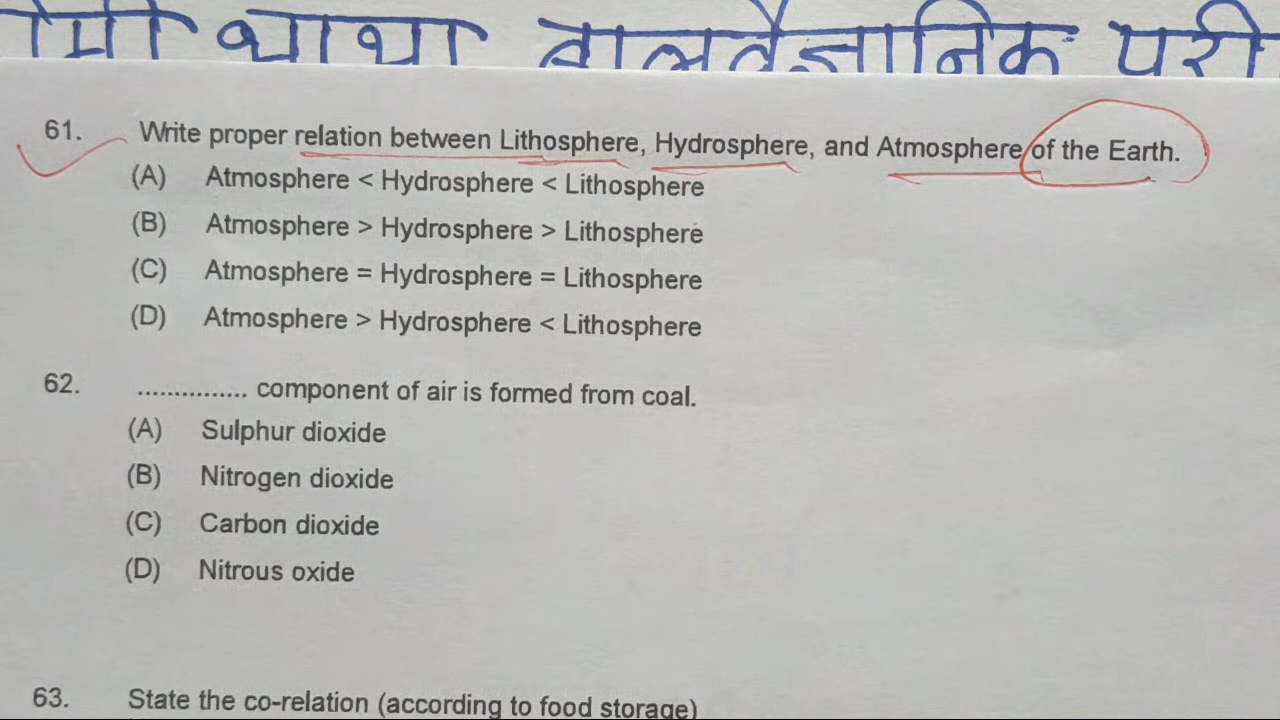 बालवैज्ञानिक परी
61. Write proper relation between Lithosphere, Hydrosphere, and Atmosphere of the Earth.
(A) Atmosphere < Hydrosphere < Lithosphere
(B) Atmosphere > Hydrosphere > Lithosphere
(C) Atmosphere = Hydrosphere = Lithosphere
(D) Atmosphere > Hydrosphere < Lithosphere
62. ............... component of air is formed from coal.
(A) Sulphur dioxide
(B) Nitrogen dioxide
(C) Carbon dioxide
(D) Nitrous oxide
63. State the co-relation (according to food storage)